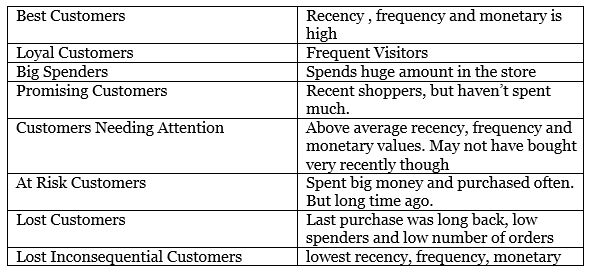 Best Customers
Recency , frequency and monetary is
high
Loyal Customers
Frequent Visitors
Big Spenders
Spends huge amount in the store
Promising Customers
Recent shoppers, but haven’t spent
much.
Customers Needing Attention
Above average recency, frequency and
monetary values. May not have bought
very recently though
At Risk Customers
Spent big money and purchased often.
But long time ago.
Lost Customers
Last purchase was long back, low
spenders and low number of orders
Lost Inconsequential Customers
lowest recency, frequency, monetary